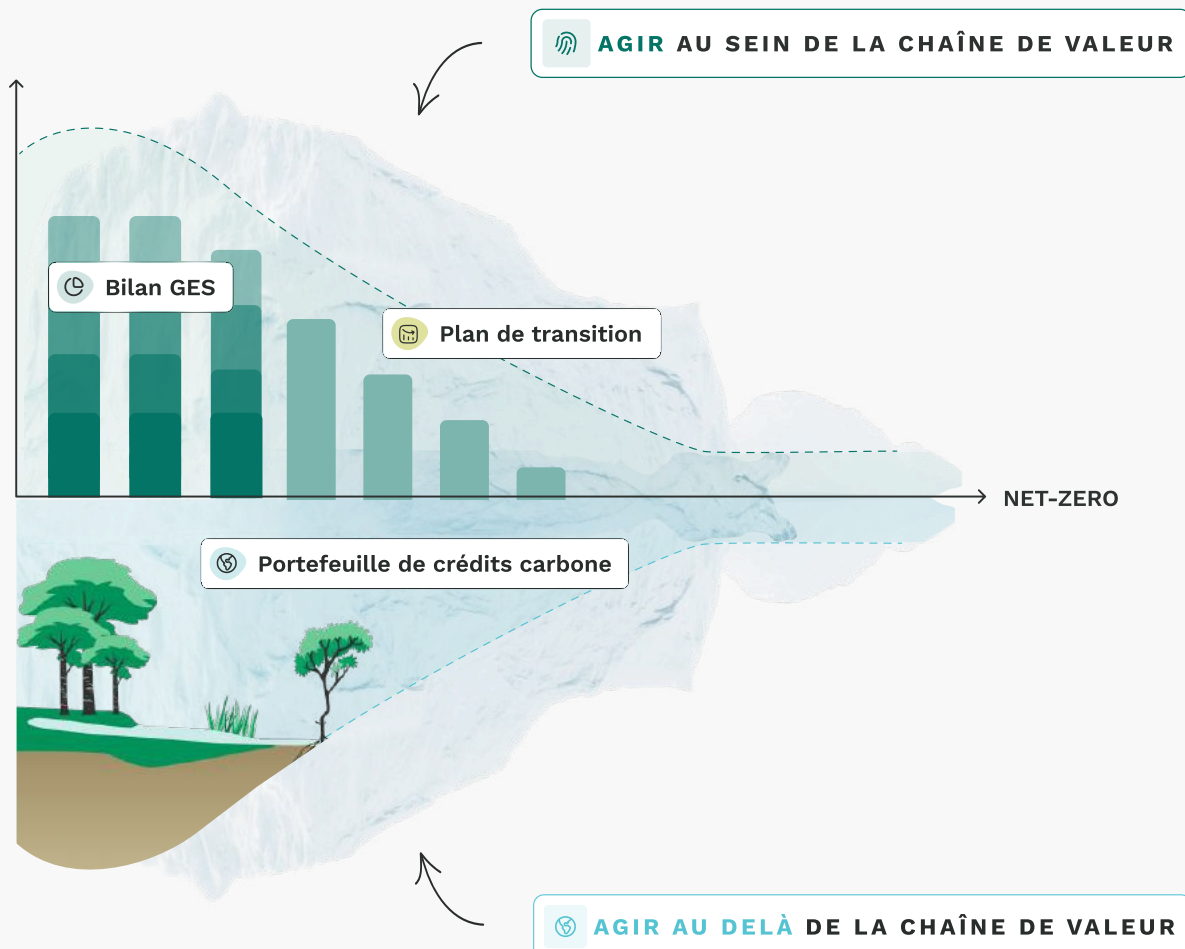 AGIR AU SEIN DE LA CHAÎNE DE VALEUR
Bilan GES
Plan de transition
NET-ZERO
Portefeuille de crédits carbone
AGIR AU DELÀ DE LA CHAÎNE DE VALEUR